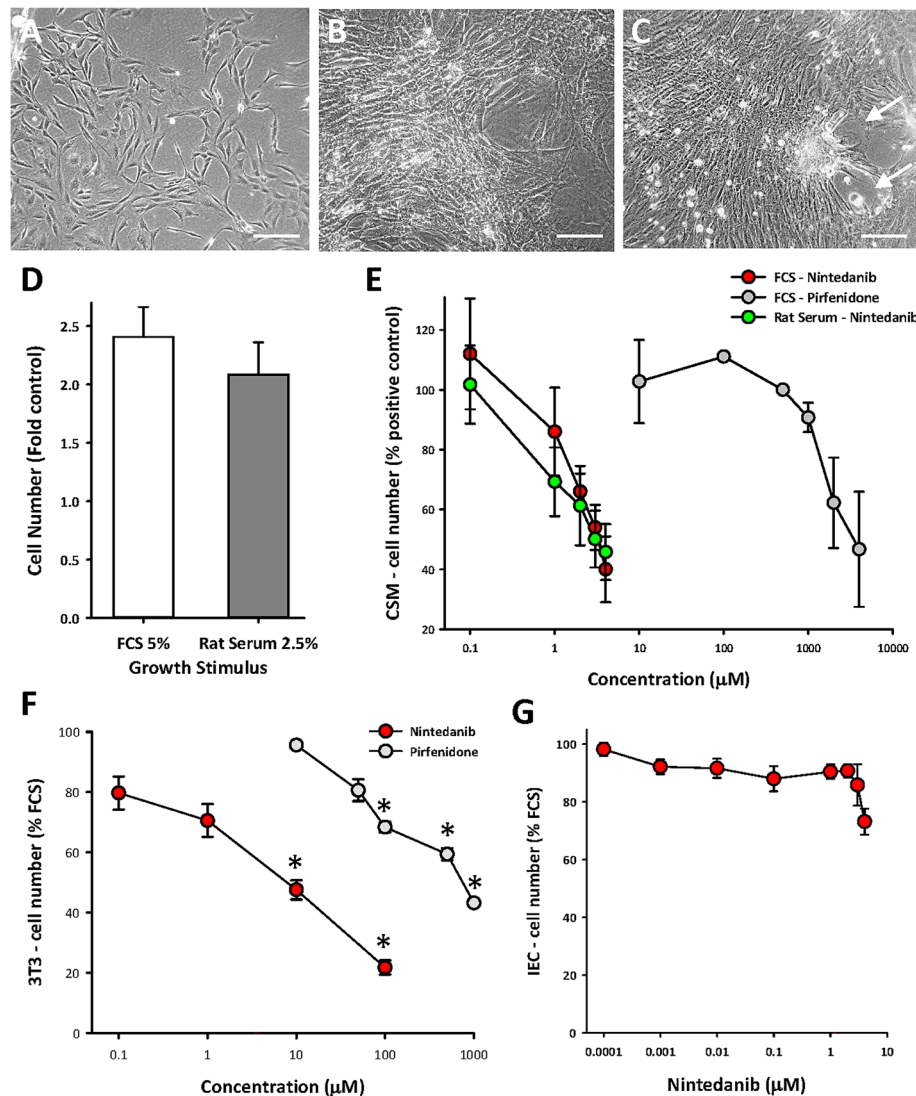 A
B
C
D
Cell Number (Fold control)
2.5
2.0
1.5
1.0
0.5
0.0
FCS 5%
Rat Serum 2.5%
Growth Stimulus
E
FCS - Nintedanib
FCS - Pirfenidone
Rat Serum - Nintedanib
CSM - cell number (% positive control)
120
100
80
60
40
20
0.1
1
10
100
1000
10000
Concentration (μM)
F
Nintedanib
Pirfenidone
3T3 - cell number (% FCS)
100
80
60
40
20
0
*
*
*
*
*
0.1
1
10
100
1000
Concentration (μM)
G
IEC - cell number (% FCS)
100
80
60
40
20
0
0.0001
0.001
0.01
0.1
1
10
Nintedanib (μM)